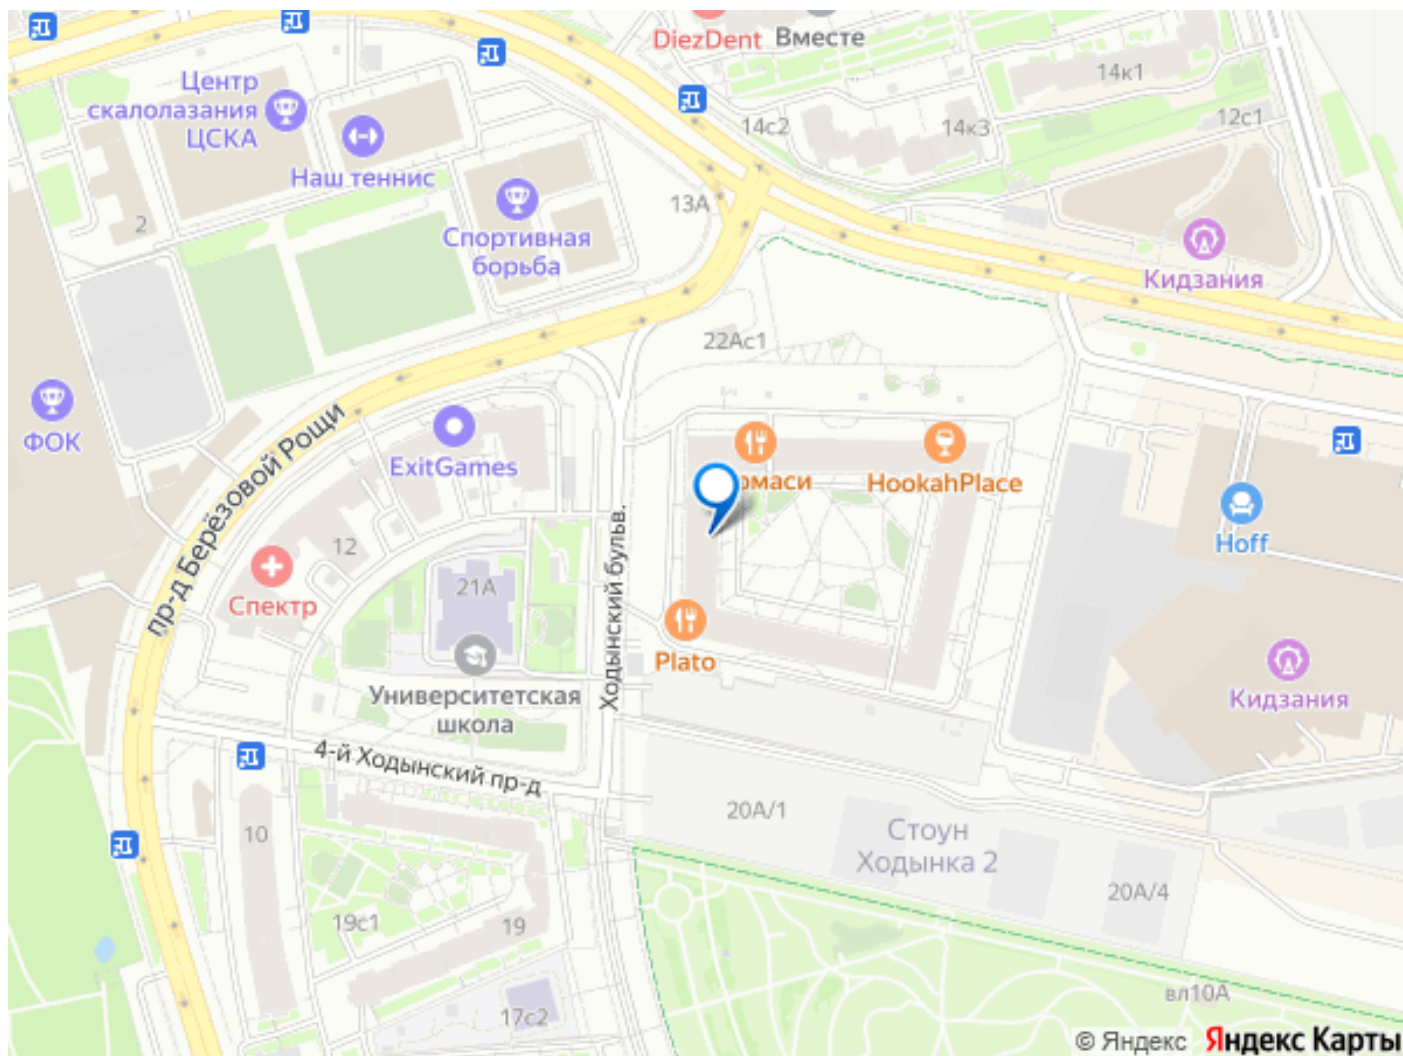 DiezDent
Вместе
Центр
скалолазания
ЦСКА
14к1
14с2
14к3
12с1
Наш теннис
13А
2
Спортивная
борьба
Кидзания
22Ас1
ФОК
ExitGames
HookahPlace
пр-д Берёзовой Рощи
Ходынский бульв.
12
Hoff
21А
Спектр
Plato
Университетская
школа
Кидзания
4-й Ходынский пр-д
20А/1
10
Стоун
Ходынка 2
20А/4
19с1
19
вл10А
17с2
© Яндекс Яндекс Карты